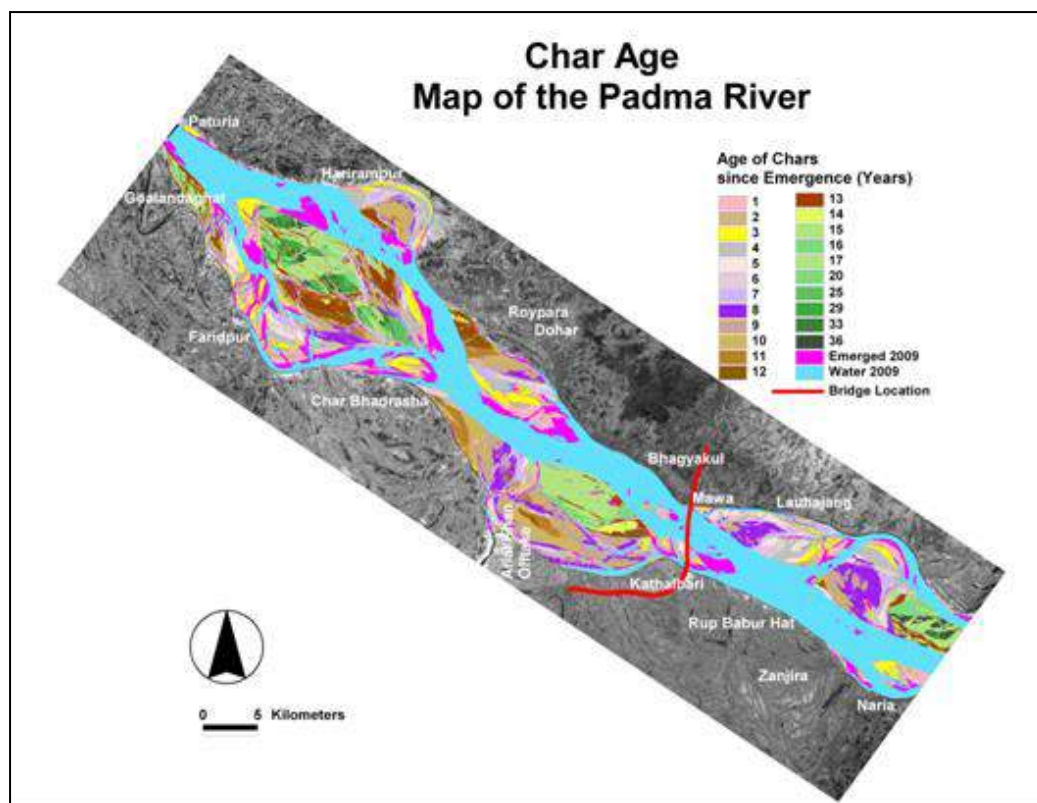 Char Age
Map of the Padma River
Paturia
Harirampur
Goalandaghat
Faridpur
Roypara
Dohar
Char Bhadrasha
Bhagyakul
Mawa
Lauhajang
Offtake
Kathalbari
Rup Babur Hat
Zanjira
Naria
Age of Chars
since Emergence (Years)
1
2
3
4
5
6
7
8
9
10
11
12
13
14
15
16
17
20
25
29
33
36
Emerged 2009
Water 2009
Bridge Location
0 5 Kilometers